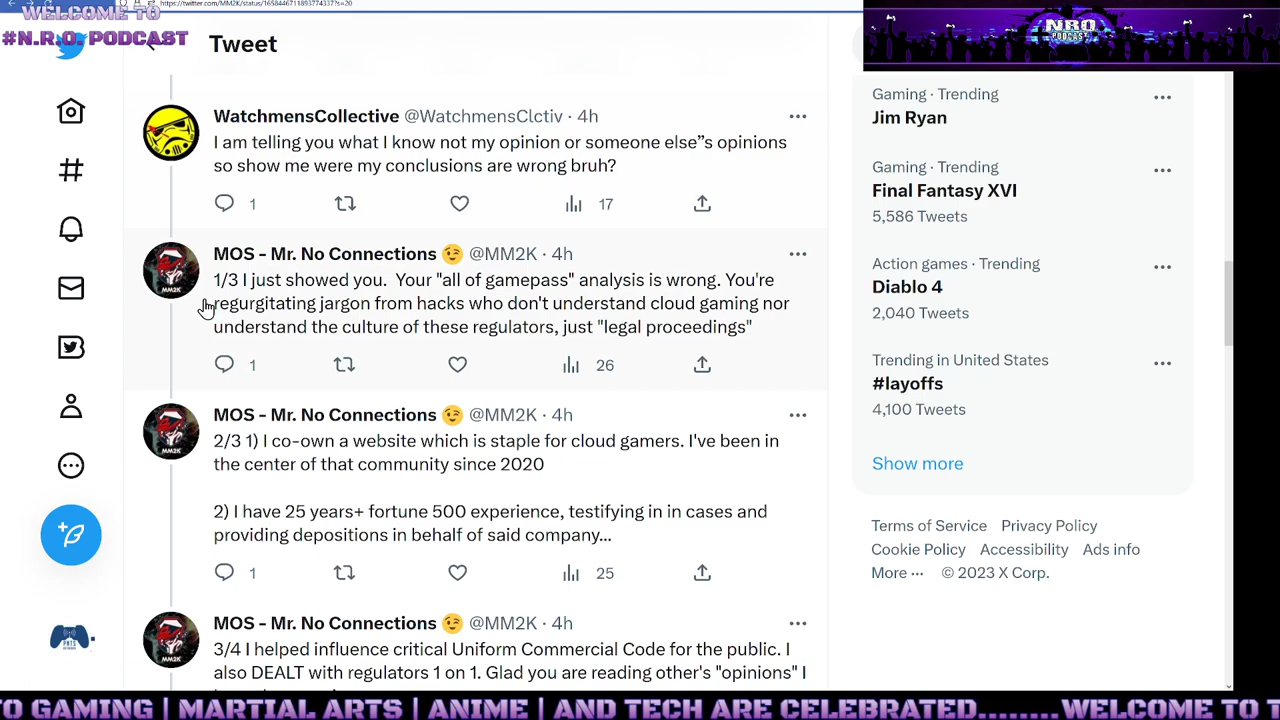 https://twitter.com/MM2K/status/1658446711893774337?s=20
WELCOME TO
#N.R.O. PODCAST
Tweet
NRO
PODCAST
WatchmensCollective @WatchmensClctiv · 4h
I am telling you what I know not my opinion or someone else”s opinions
so show me were my conclusions are wrong bruh?
1
17
MOS - Mr. No Connections 😉 @MM2K · 4h
1/3 I just showed you. Your "all of gamepass" analysis is wrong. You're
regurgitating jargon from hacks who don't understand cloud gaming nor
understand the culture of these regulators, just "legal proceedings"
1
26
MOS - Mr. No Connections 😉 @MM2K · 4h
2/3 1) I co-own a website which is staple for cloud gamers. I've been in
the center of that community since 2020
2) I have 25 years+ fortune 500 experience, testifying in in cases and
providing depositions in behalf of said company...
1
25
MOS - Mr. No Connections 😉 @MM2K · 4h
3/4 I helped influence critical Uniform Commercial Code for the public. I
also DEALT with regulators 1 on 1. Glad you are reading other's "opinions" I
Gaming · Trending
Jim Ryan
Gaming · Trending
Final Fantasy XVI
5,586 Tweets
Action games · Trending
Diablo 4
2,040 Tweets
Trending in United States
#layoffs
4,100 Tweets
Show more
Terms of Service Privacy Policy
Cookie Policy Accessibility Ads info
More ··· © 2023 X Corp.
TO GAMING | MARTIAL ARTS | ANIME AND TECH ARE CELEBRATED........WELCOME TO T